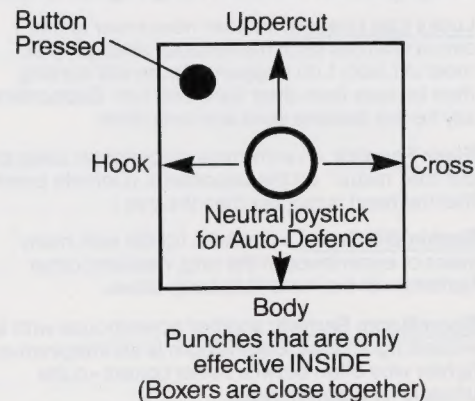 Button
Pressed
Uppercut
Hook
Cross
Neutral joystick
for Auto-Defence
Body
Punches that are only
effective INSIDE
(Boxers are close together)